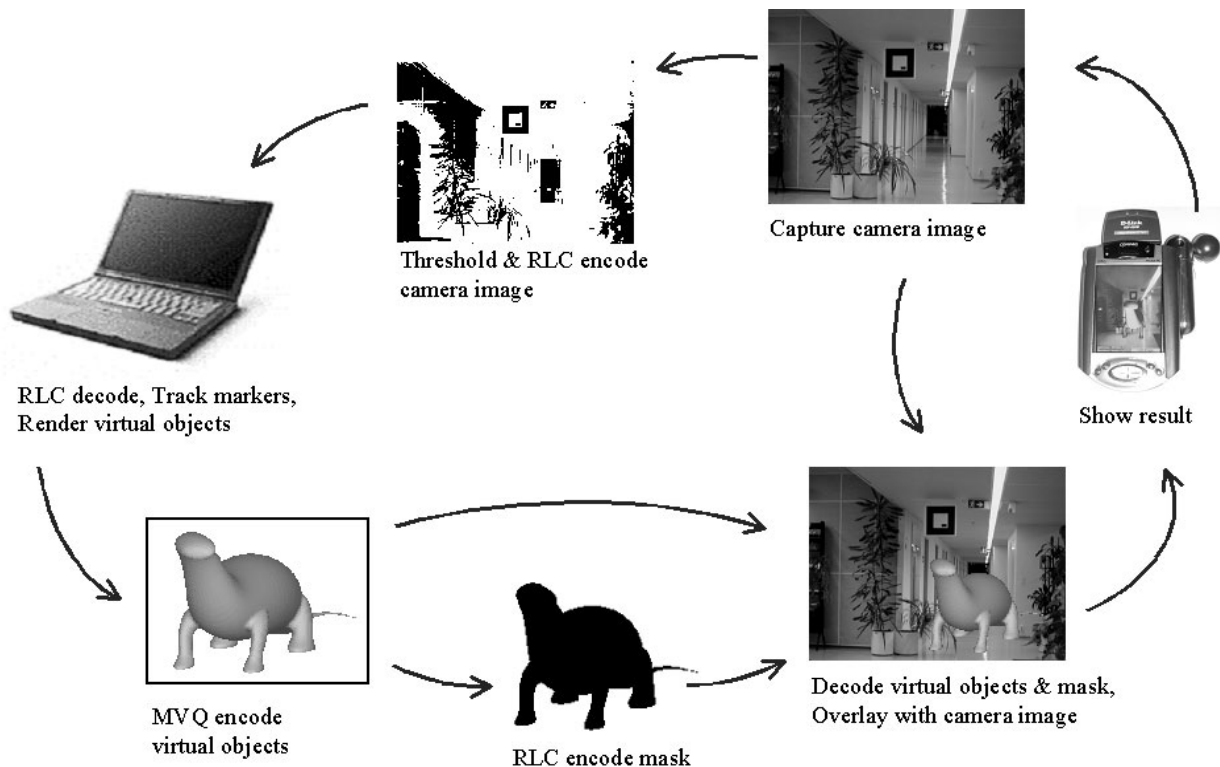 Capture camera image
D-Link
Threshold & RLC encode
camera image
RLC decode, Track markers,
Render virtual objects
Show result
MVQ encode
virtual objects
RLC encode mask
Decode virtual objects & mask,
Overlay with camera image